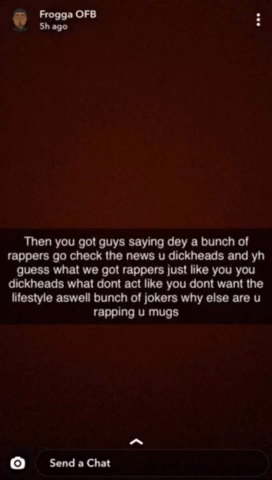 Frogga OFB
5h ago
Then you got guys saying dey a bunch of
rappers go check the news u dickheads and yh
guess what we got rappers just like you you
dickheads what dont act like you dont want the
lifestyle aswell bunch of jokers why else are u
rapping u mugs
Send a Chat